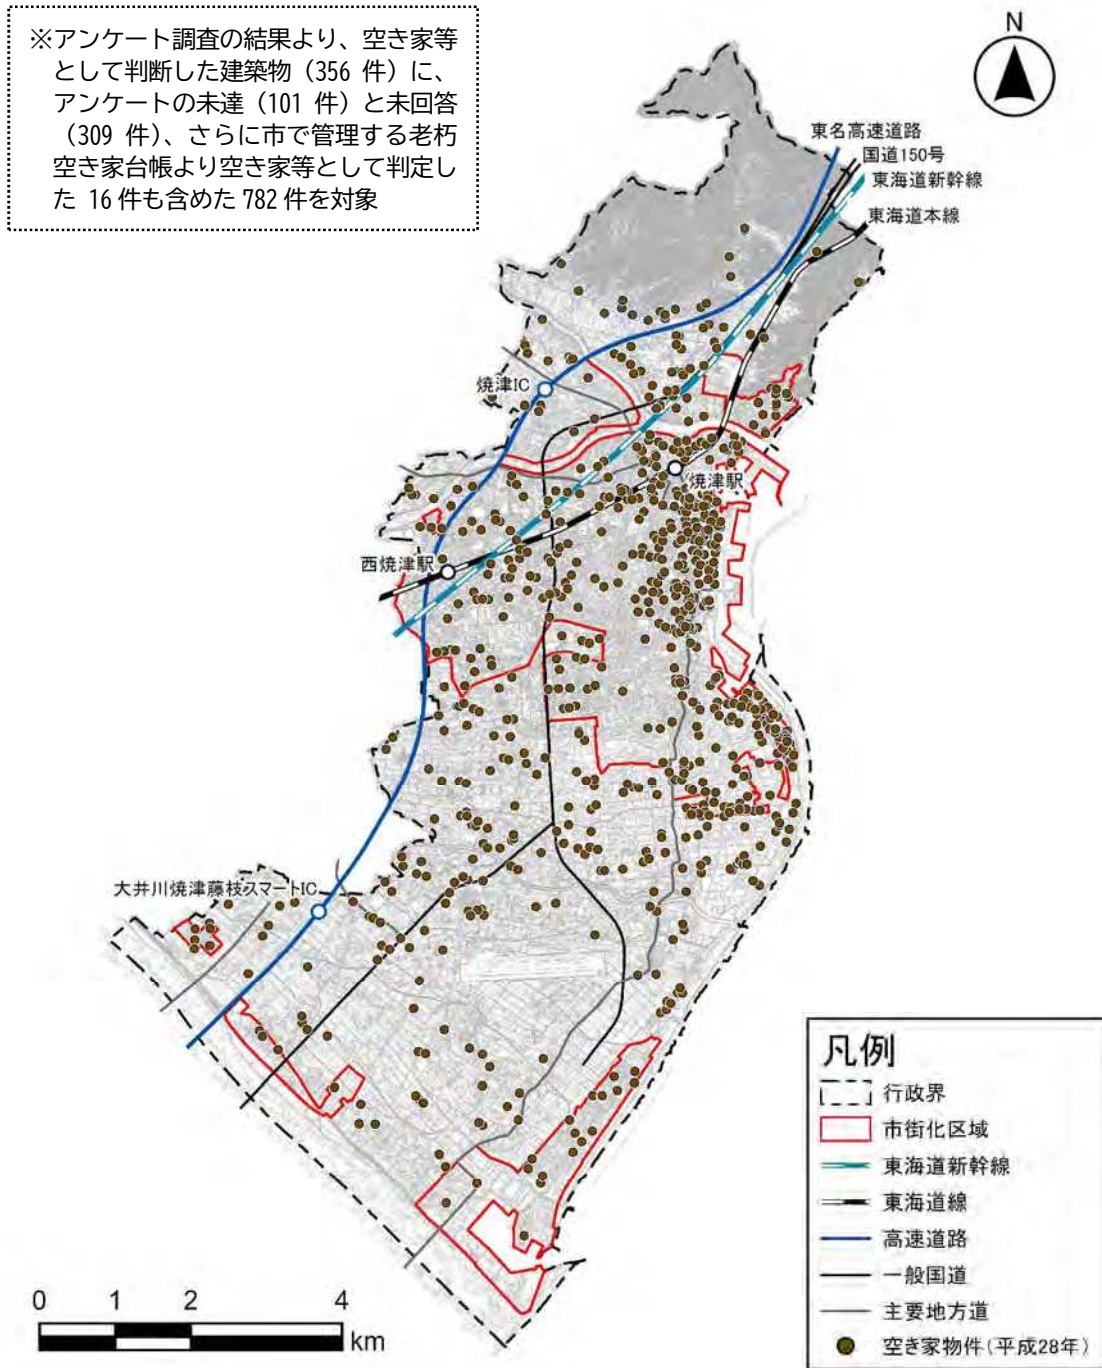 ※アンケート調査の結果より、空き家等
として判断した建築物（356 件）に、
アンケートの未達（101 件）と未回答
（309 件）、さらに市で管理する老朽
空き家台帳より空き家等として判定し
た 16 件も含めた 782 件を対象
N
東名高速道路
国道150号
東海道新幹線
東海道本線
焼津IC
焼津駅
西焼津駅
大井川焼津藤枝スマートIC
凡例
行政界
市街化区域
東海道新幹線
東海道線
高速道路
一般国道
主要地方道
空き家物件(平成28年)
0 1 2 4
km